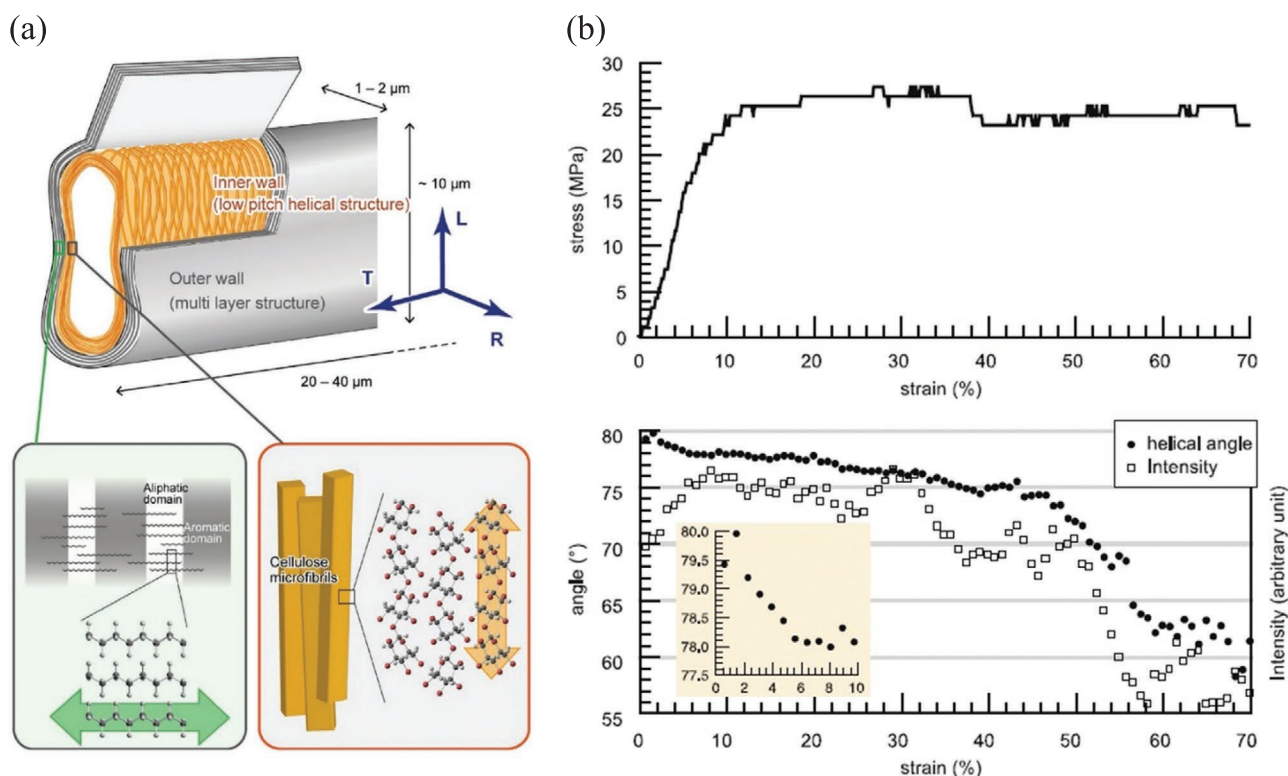 (a)
1 – 2 μm
Inner wall
(low pitch helical structure)
~ 10 μm
L
T
R
Outer wall
(multi layer structure)
20 – 40 μm
Aliphatic
domain
Aromatic
domain
Cellulose
microfibrils
(b)
30
25
20
15
10
5
0
stress (MPa)
0 10 20 30 40 50 60 70
strain (%)
helical angle
Intensity
80
75
70
65
60
55
angle (°)
Intensity (arbitrary unit)
80.0
79.0
78.0
77.5
0 2 4 6 8 10
0 10 20 30 40 50 60 70
strain (%)